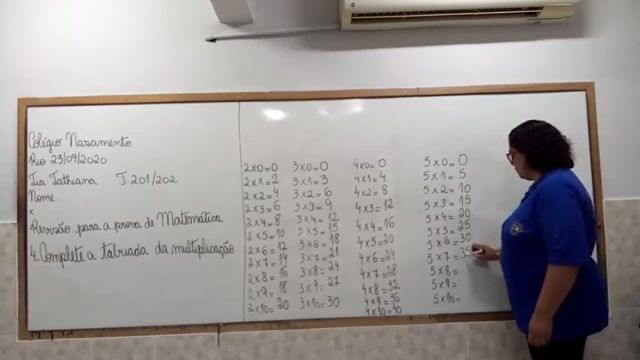 Colégio Nazamento
Rio 23/09/2020
Tia Tathiana T: 201/202
Nome
x
Revisão para a prova de Matemática
4. Complete a tabuada da multiplicação
2x0=0
2x1=2
2x2=4
2x3=6
2x4=8
2x5=10
2x6=12
2x7=14
2x8=16
2x9=18
2x10=20
3x0=0
3x1=3
3x2=6
3x3=9
3x4=12
3x5=15
3x6=18
3x7=21
3x8=24
3x9=27
3x10=30
4x0=0
4x1=4
4x2=8
4x3=12
4x4=16
4x5=20
4x6=24
4x7=28
4x8=32
4x9=36
4x10=40
5x0=0
5x1=5
5x2=10
5x3=15
5x4=20
5x5=25
5x6=30
5x7=35
5x8=
5x9=
5x10=